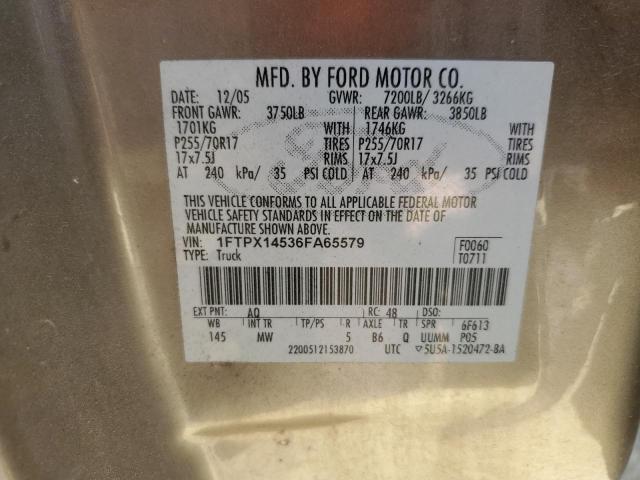 MFD. BY FORD MOTOR CO.
DATE: 12/05 GVWR: 7200LB/ 3266KG
FRONT GAWR: 3750LB REAR GAWR: 3850LB
1701KG WITH 1746KG WITH
P255/70R17 TIRES P255/70R17 TIRES
17x7.5J RIMS 17x7.5J RIMS
AT 240 kPa/ 35 PSI COLD AT 240 kPa/ 35 PSI COLD
THIS VEHICLE CONFORMS TO ALL APPLICABLE FEDERAL MOTOR
VEHICLE SAFETY STANDARDS IN EFFECT ON THE DATE OF
MANUFACTURE SHOWN ABOVE.
VIN: 1FTPX14536FA65579 F0060
TYPE: Truck T0711
EXT PNT: AQ RC: 48 DSO:
WB INT TR TP/PS R AXLE TR SPR 6F613
145 MW 5 B6 Q UUMM P05
2200512153870 UTC ▽5U5A-1520472-BA
Ford